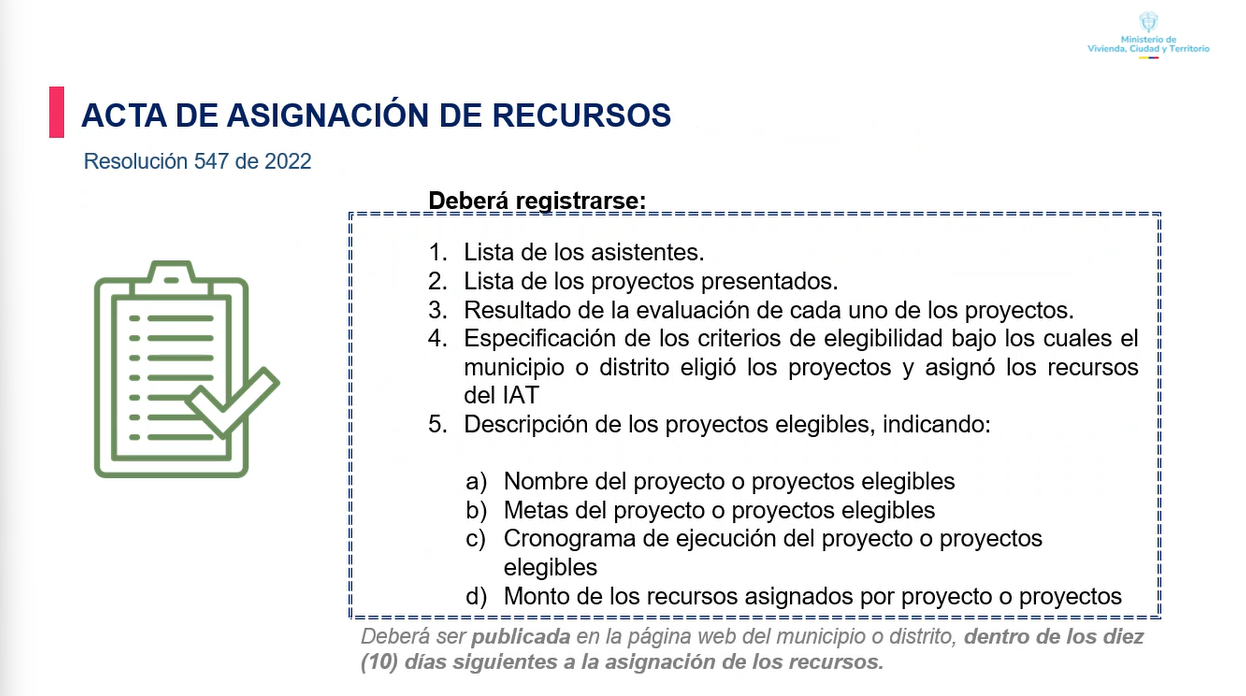 Ministerio de
Vivienda, Ciudad y Territorio
ACTA DE ASIGNACIÓN DE RECURSOS
Resolución 547 de 2022
Deberá registrarse:
1. Lista de los asistentes.
2. Lista de los proyectos presentados.
3. Resultado de la evaluación de cada uno de los proyectos.
4. Especificación de los criterios de elegibilidad bajo los cuales el
municipio o distrito eligió los proyectos y asignó los recursos
del IAT
5. Descripción de los proyectos elegibles, indicando:
a) Nombre del proyecto o proyectos elegibles
b) Metas del proyecto o proyectos elegibles
c) Cronograma de ejecución del proyecto o proyectos
elegibles
d) Monto de los recursos asignados por proyecto o proyectos
Deberá ser publicada en la página web del municipio o distrito, dentro de los diez
(10) días siguientes a la asignación de los recursos.